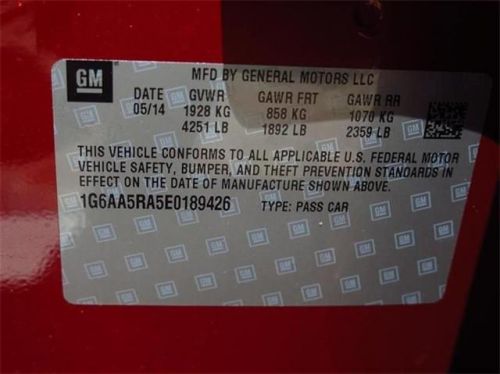 GM MFD BY GENERAL MOTORS LLC
DATE GVWR GAWR FRT GAWR RR
05/14 1928 KG 858 KG 1070 KG
4251 LB 1892 LB 2359 LB
THIS VEHICLE CONFORMS TO ALL APPLICABLE U.S. FEDERAL MOTOR
VEHICLE SAFETY, BUMPER, AND THEFT PREVENTION STANDARDS IN
EFFECT ON THE DATE OF MANUFACTURE SHOWN ABOVE.
1G6AA5RA5E0189426 TYPE: PASS CAR